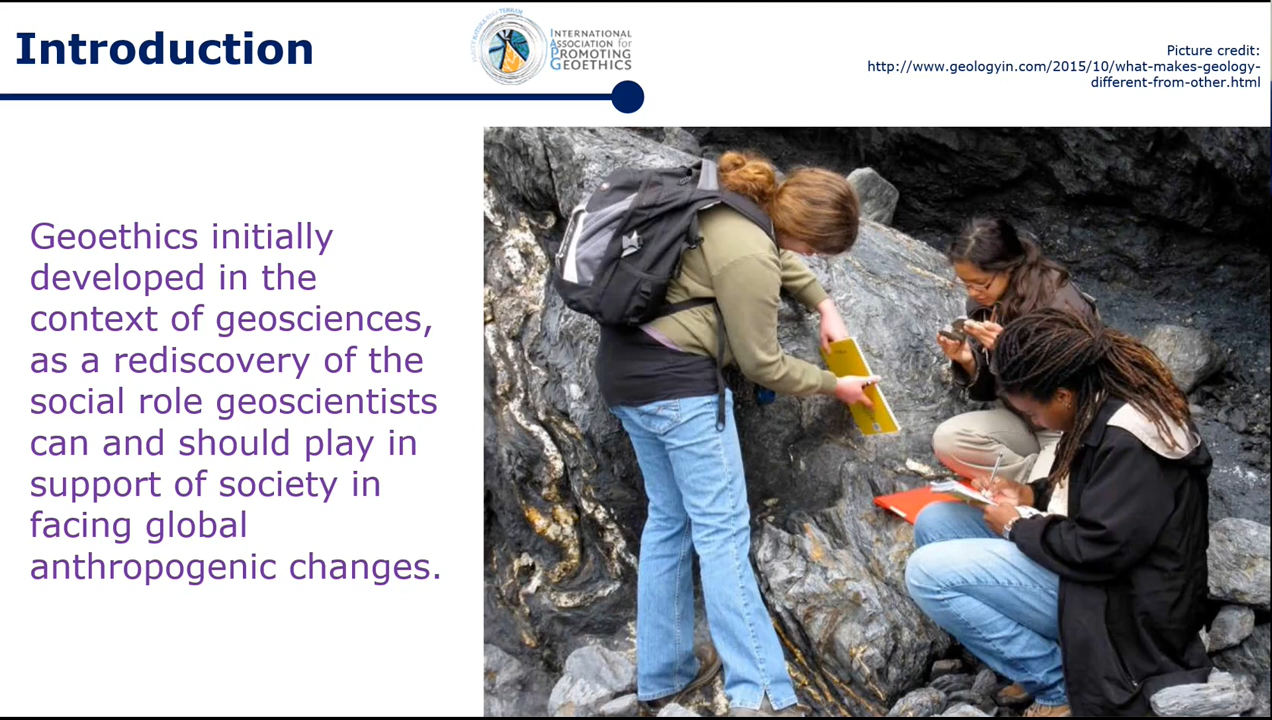 Introduction
INTERNATIONAL
ASSOCIATION for
PROMOTING
GEOETHICS
Picture credit:
http://www.geologyin.com/2015/10/what-makes-geology-
different-from-other.html
Geoethics initially
developed in the
context of geosciences,
as a rediscovery of the
social role geoscientists
can and should play in
support of society in
facing global
anthropogenic changes.